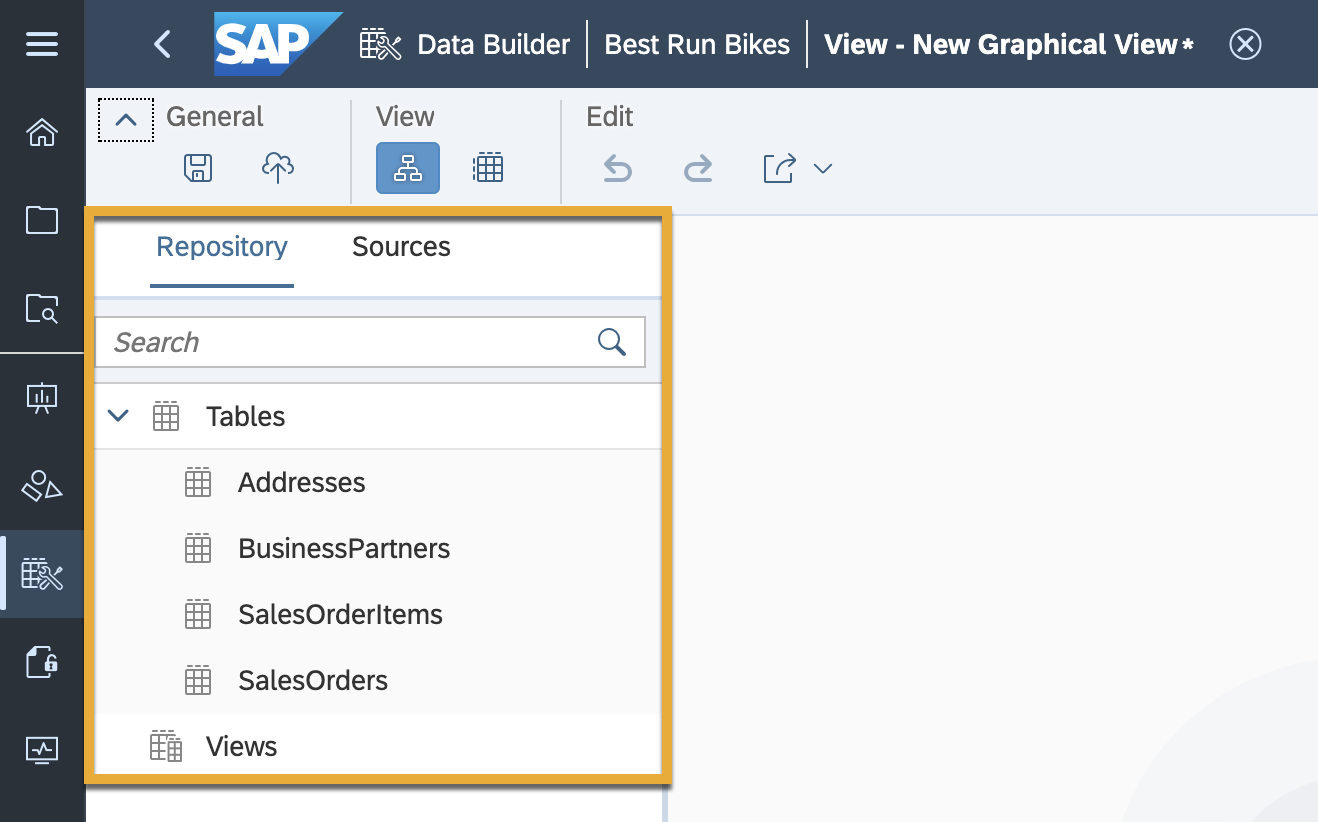 SAP Data Builder Best Run Bikes View - New Graphical View*
General View Edit
Repository Sources
Search
Tables
Addresses
BusinessPartners
SalesOrderItems
SalesOrders
Views